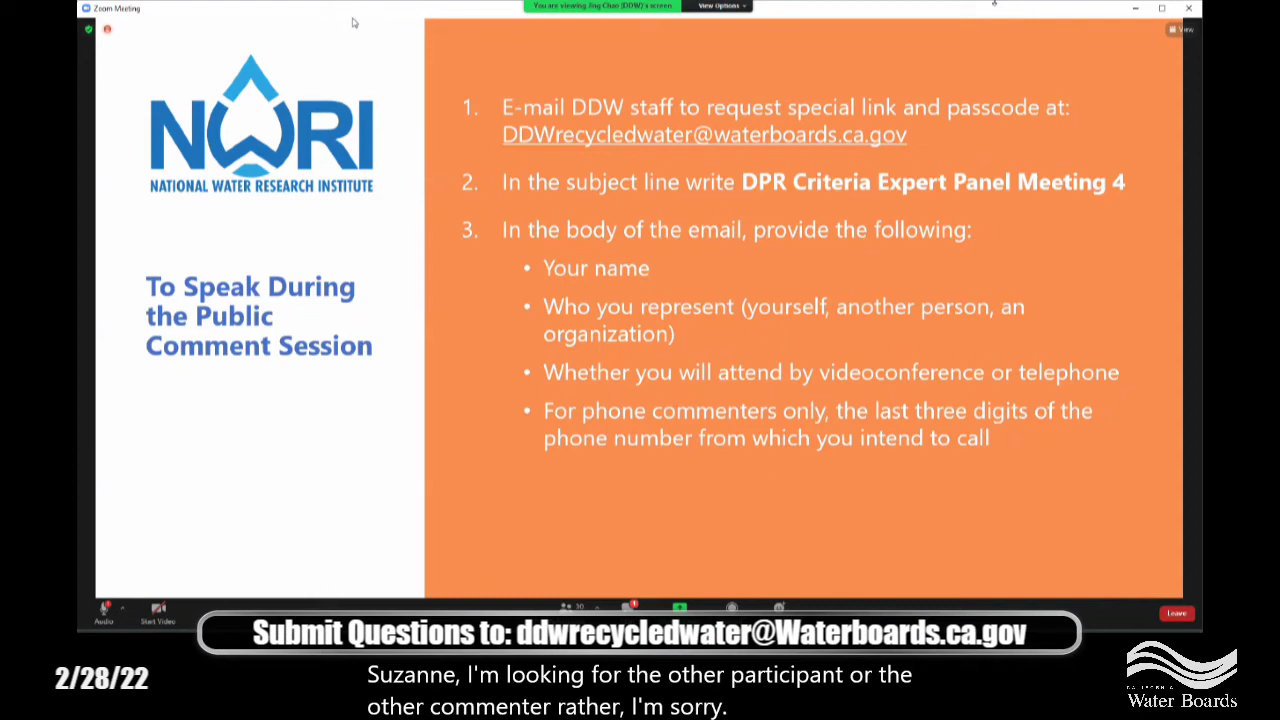 Zoom Meeting
You are viewing Jing Chao (DDW)'s screen
View Options
View
NWRI
NATIONAL WATER RESEARCH INSTITUTE
To Speak During
the Public
Comment Session
1. E-mail DDW staff to request special link and passcode at:
DDWrecycledwater@waterboards.ca.gov
2. In the subject line write DPR Criteria Expert Panel Meeting 4
3. In the body of the email, provide the following:
• Your name
• Who you represent (yourself, another person, an
organization)
• Whether you will attend by videoconference or telephone
• For phone commenters only, the last three digits of the
phone number from which you intend to call
Audio
Start Video
30
1
Leave
Submit Questions to: ddwrecycledwater@Waterboards.ca.gov
2/28/22
Suzanne, I'm looking for the other participant or the
other commenter rather, I'm sorry.
CALIFORNIA
Water Boards